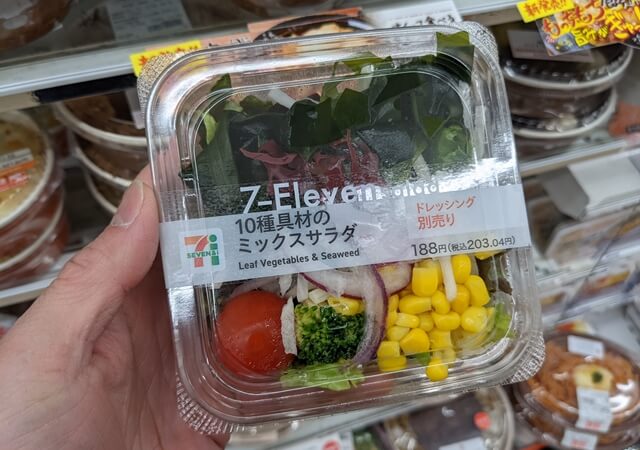 7-Eleven
10種具材の
ミックスサラダ
ドレッシング
別売り
188円(税込203.04円)
Leaf Vegetables & Seaweed
7
SEVEN&i